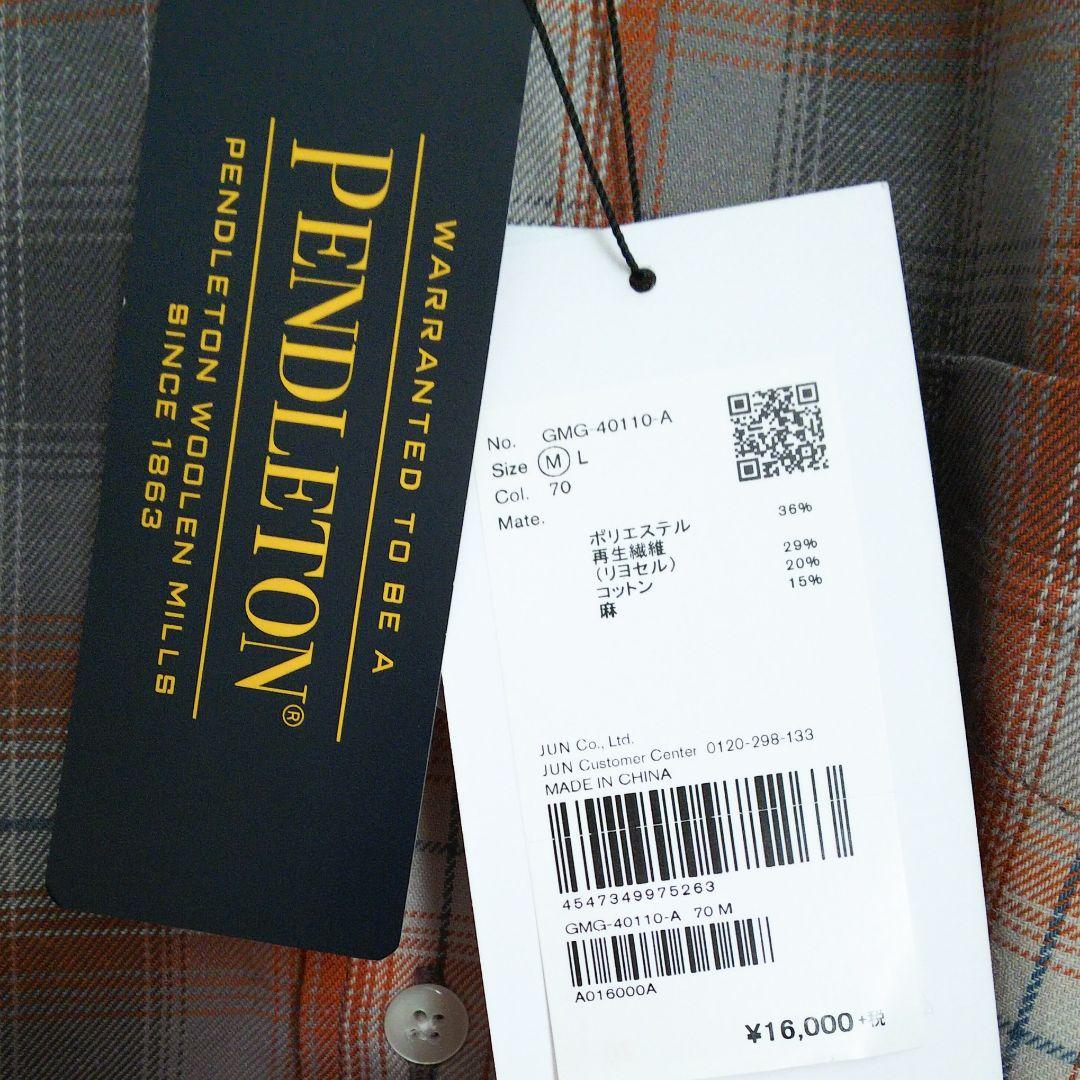 WARRANTED TO BE A
PENDLETON®
PENDLETON WOOLEN MILLS
SINCE 1863
No. GMG-40110-A
Size M L
Col. 70
Mate.
ポリエステル 36%
再生繊維
(リヨセル) 29%
コットン 20%
麻 15%
JUN Co., Ltd.
JUN Customer Center 0120-298-133
MADE IN CHINA
4547349975263
GMG-40110-A 70 M
A016000A
¥16,000+税